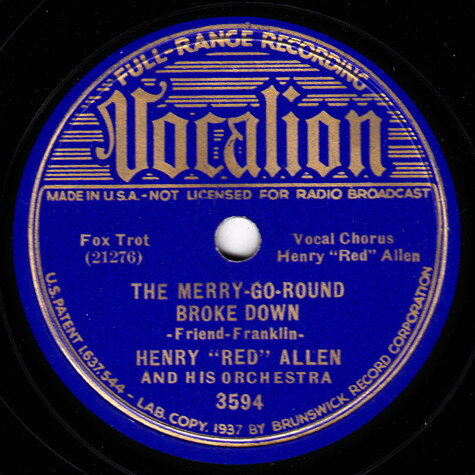 FULL-RANGE RECORDING
Vocalion
MADE IN U.S.A.-NOT LICENSED FOR RADIO BROADCAST
Fox Trot
(21276)
Vocal Chorus
Henry "Red" Allen
THE MERRY-GO-ROUND
BROKE DOWN
-Friend-Franklin-
HENRY "RED" ALLEN
AND HIS ORCHESTRA
3594
U.S. PATENT 1,637,544 - LAB. COPY. 1937 BY BRUNSWICK RECORD CORPORATION